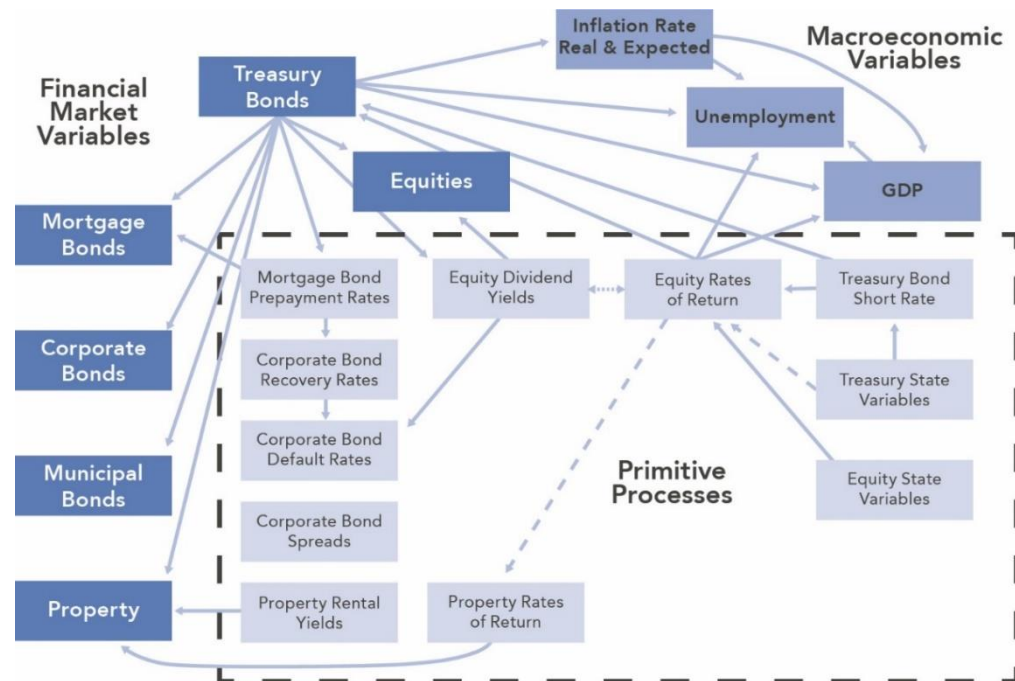 Inflation Rate
Real & Expected
Macroeconomic
Variables
Financial
Market
Variables
Treasury
Bonds
Unemployment
Equities
GDP
Mortgage
Bonds
Mortgage Bond
Prepayment Rates
Equity Dividend
Yields
Equity Rates
of Return
Treasury Bond
Short Rate
Corporate
Bonds
Corporate Bond
Recovery Rates
Treasury State
Variables
Corporate Bond
Default Rates
Municipal
Bonds
Primitive
Processes
Equity State
Variables
Corporate Bond
Spreads
Property
Property Rental
Yields
Property Rates
of Return